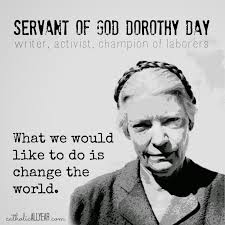 SERVANT OF GOD DOROTHY DAY
writer, activist, champion of laborers
What we would
like to do is
change the
world.
catholicALLYEAR.com